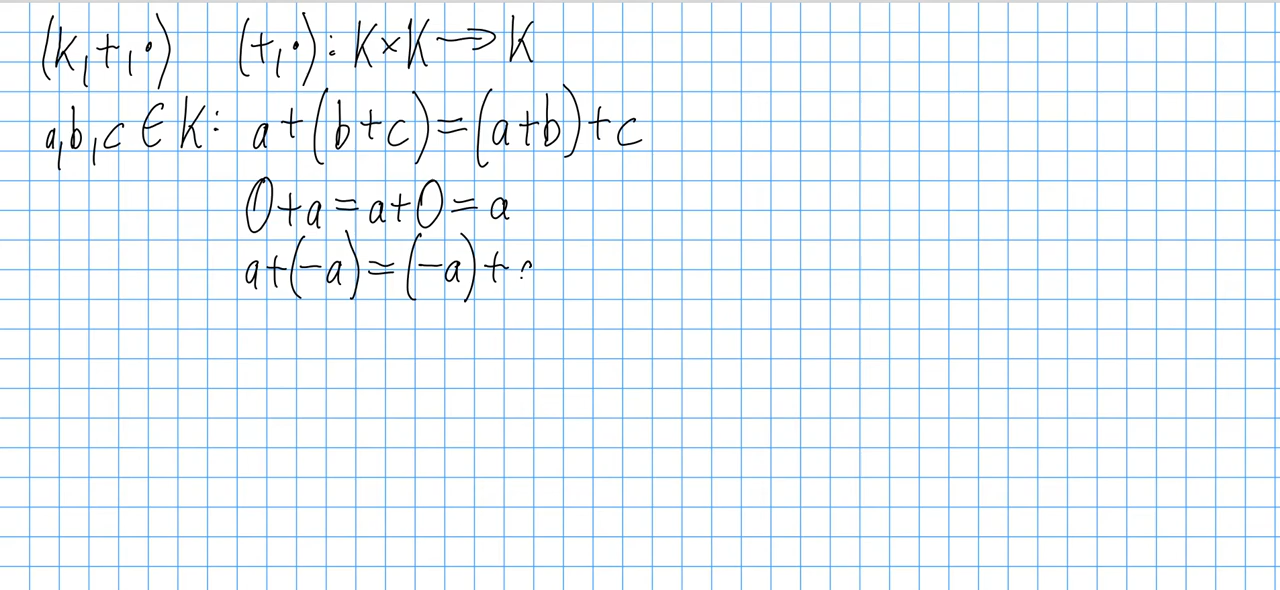 (K,+,·) (+,·): K×K→K
a,b,c ∈ K: a+(b+c)=(a+b)+c
0+a=a+0=a
a+(-a)=(-a)+